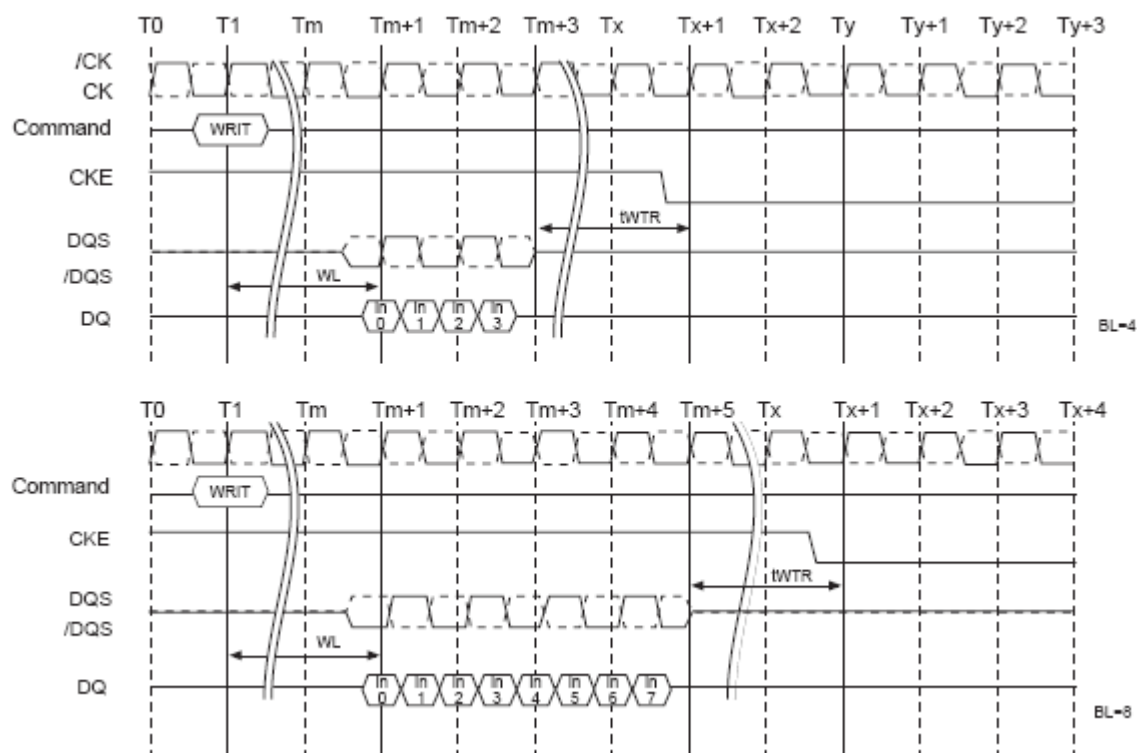 T0 T1 Tm Tm+1 Tm+2 Tm+3 Tx Tx+1 Tx+2 Ty Ty+1 Ty+2 Ty+3
/CK
CK
Command WRIT
CKE
tWTR
DQS
/DQS
WL
DQ In 0 In 1 In 2 In 3
BL=4
T0 T1 Tm Tm+1 Tm+2 Tm+3 Tm+4 Tm+5 Tx Tx+1 Tx+2 Tx+3 Tx+4
Command WRIT
CKE
tWTR
DQS
/DQS
WL
DQ In 0 In 1 In 2 In 3 In 4 In 5 In 6 In 7
BL=8